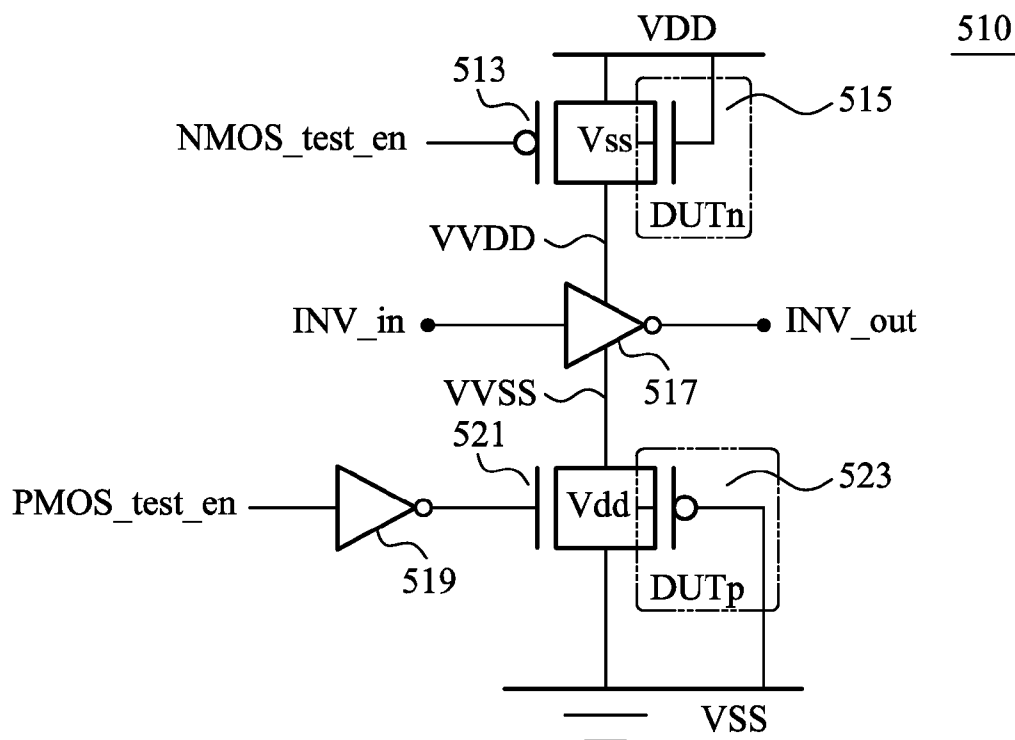 VDD
510
513
515
NMOS_test_en
Vss
DUTn
VVDD
INV_in
INV_out
VVSS
517
521
523
PMOS_test_en
Vdd
519
DUTp
VSS